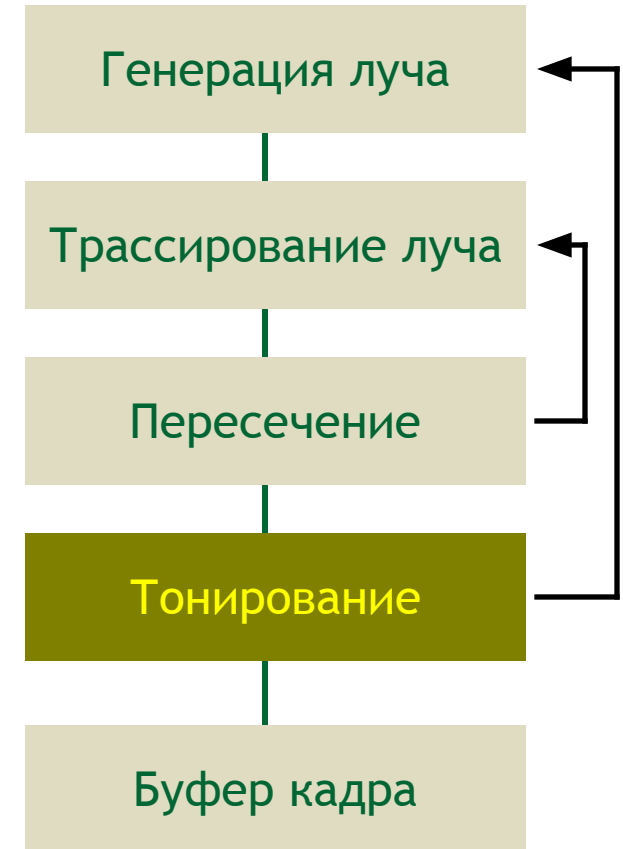 Генерация луча
Трассирование луча
Пересечение
Тонирование
Буфер кадра